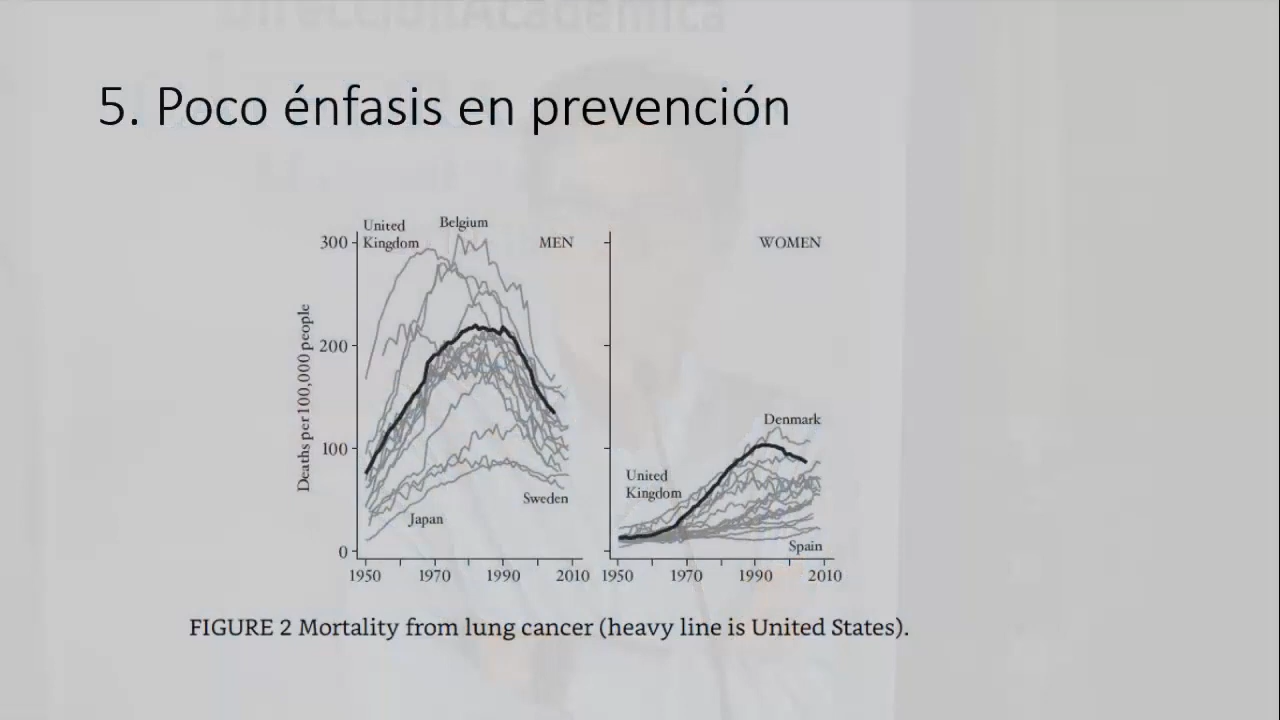 DirecciónAcadémica
5. Poco énfasis en prevención
United
Kingdom
Belgium
MEN
WOMEN
300
200
100
0
Deaths per 100,000 people
Japan
Sweden
1950 1970 1990 2010
Denmark
United
Kingdom
Spain
1950 1970 1990 2010
FIGURE 2 Mortality from lung cancer (heavy line is United States).